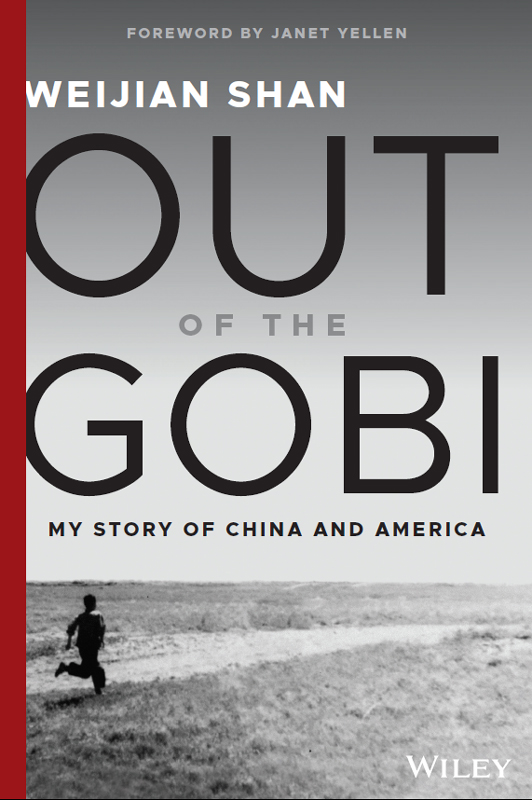 FOREWORD BY JANET YELLEN
WEIJIAN SHAN
OUT
OF THE
GOBI
MY STORY OF CHINA AND AMERICA
WILEY